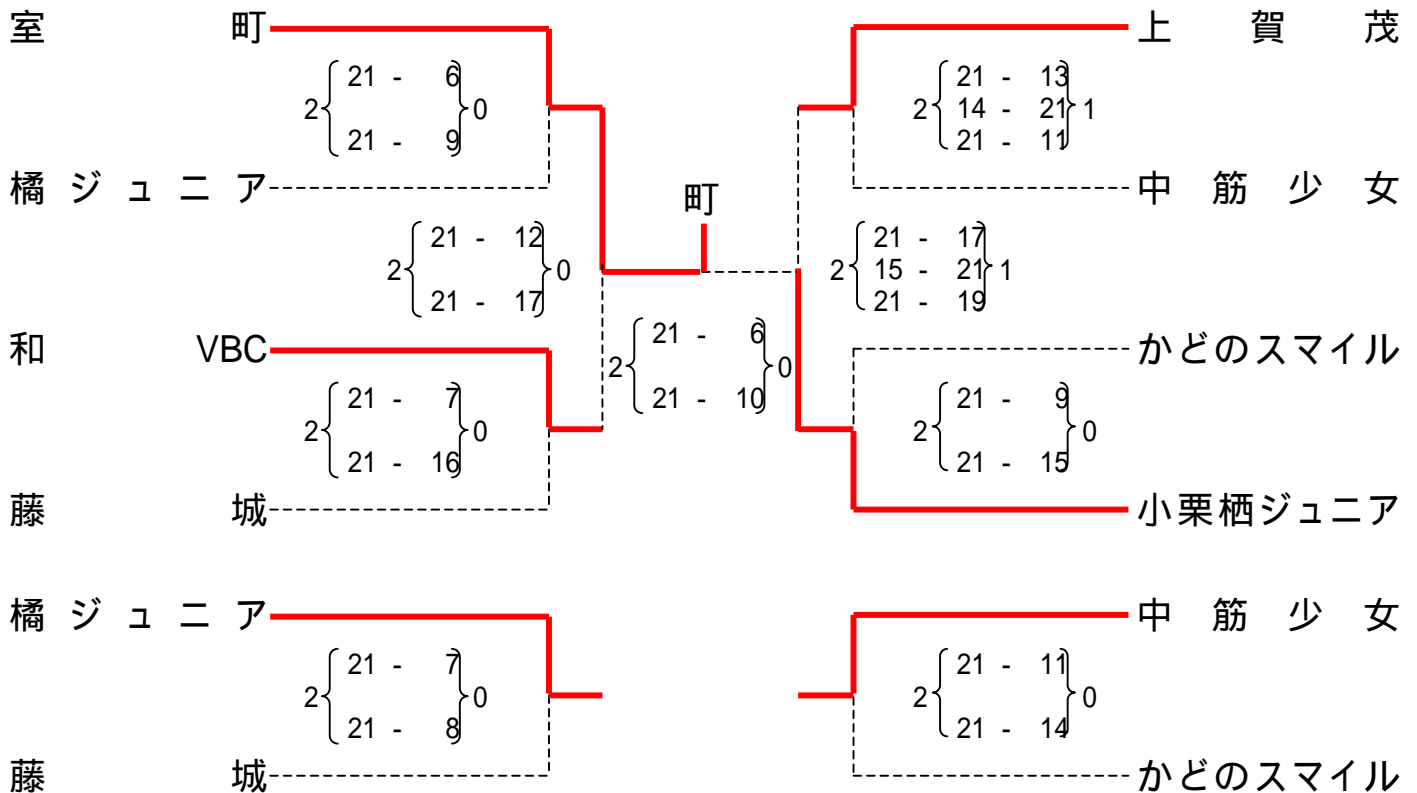 室 町
上 賀 茂
21 - 6
2 0
21 - 9
21 - 13
2 14 - 21 1
21 - 11
橘 ジ ュ ニ ア
町
中 筋 少 女
21 - 12
2 0
21 - 17
21 - 17
2 15 - 21 1
21 - 19
和 VBC
21 - 6
2 0
21 - 10
かどのスマイル
21 - 7
2 0
21 - 16
21 - 9
2 0
21 - 15
藤 城
小栗栖ジュニア
橘 ジ ュ ニ ア
中 筋 少 女
21 - 7
2 0
21 - 8
21 - 11
2 0
21 - 14
藤 城
かどのスマイル